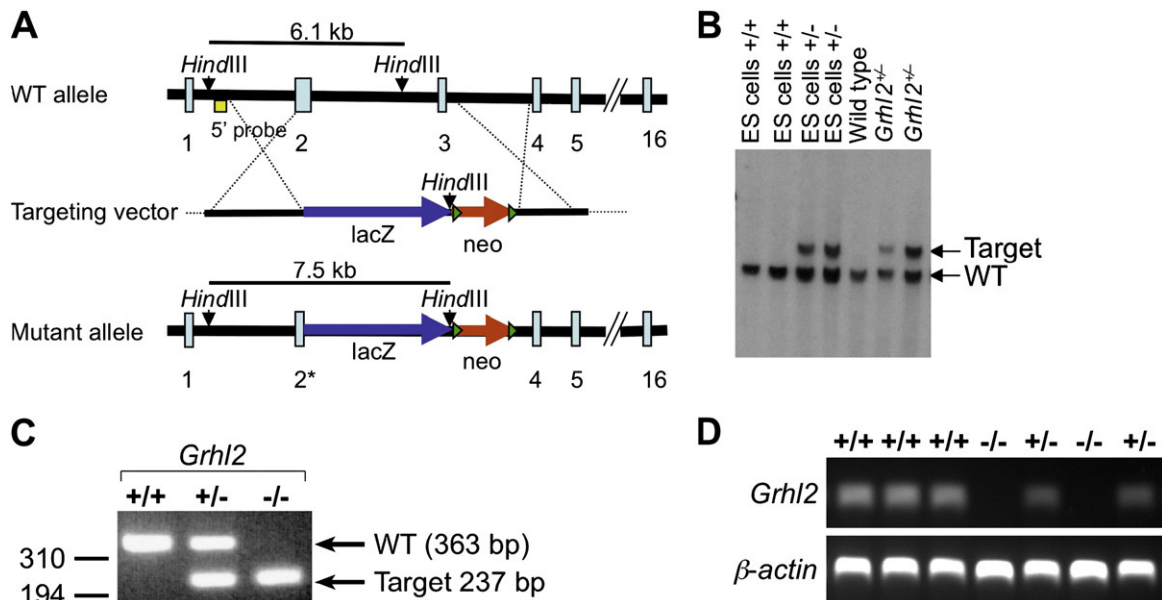 A
6.1 kb
HindIII HindIII
WT allele
5' probe
1 2 3 4 5 16
HindIII
Targeting vector
lacZ neo
7.5 kb
HindIII HindIII
Mutant allele
lacZ neo
1 2* 4 5 16
B
ES cells +/+
ES cells +/+
ES cells +/-
ES cells +/-
Wild type
Grhl2+/-
Grhl2+/-
Target
WT
C
Grhl2
+/+ +/- -/-
310
194
WT (363 bp)
Target 237 bp
D
+/+ +/+ +/+ -/- +/- -/- +/-
Grhl2
β-actin